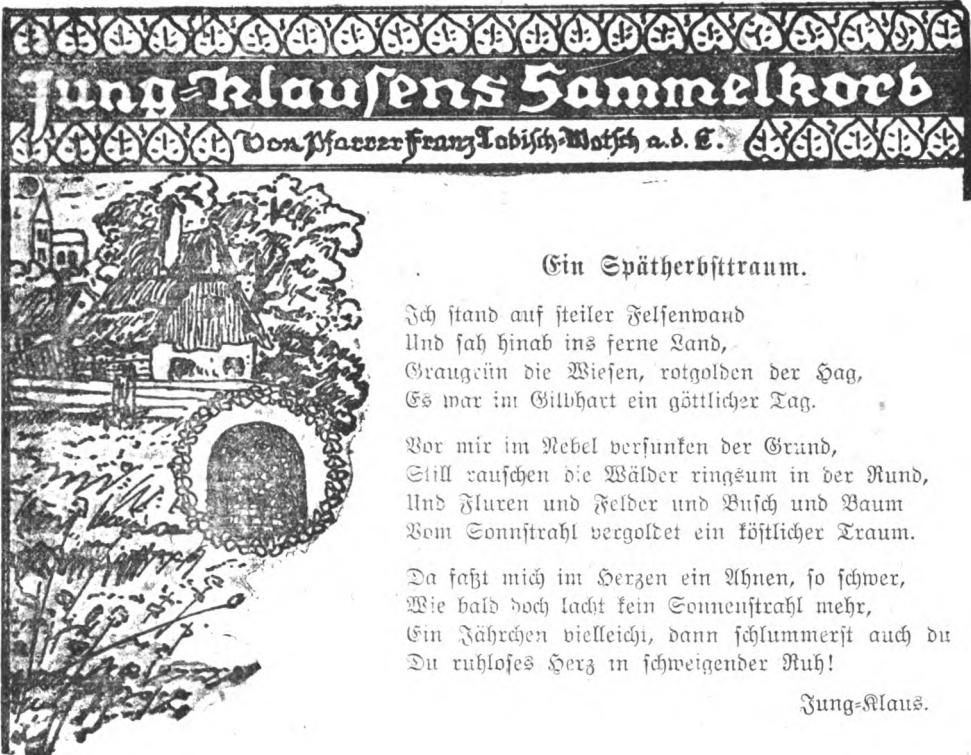 Jung-Klausens Sammelkorb
Von Pfarrer Franz Tobisch-Wotsch a. d. E.
Ein Spätherbsttraum.
Ich stand auf steiler Felsenwand
Und sah hinab ins ferne Land,
Graugrün die Wiesen, rotgolden der Hag,
Es war im Gilbhart ein göttlicher Tag.
Vor mir im Nebel versunken der Grund,
Still rauschen die Wälder ringsum in der Rund,
Und Fluren und Felder und Busch und Baum
Vom Sonnstrahl vergoldet ein köstlicher Traum.
Da faßt mich im Herzen ein Ahnen, so schwer,
Wie bald doch lacht kein Sonnenstrahl mehr,
Ein Jährchen vielleicht, dann schlummerst auch du
Du ruhloses Herz in schweigender Ruh!
Jung-Klaus.